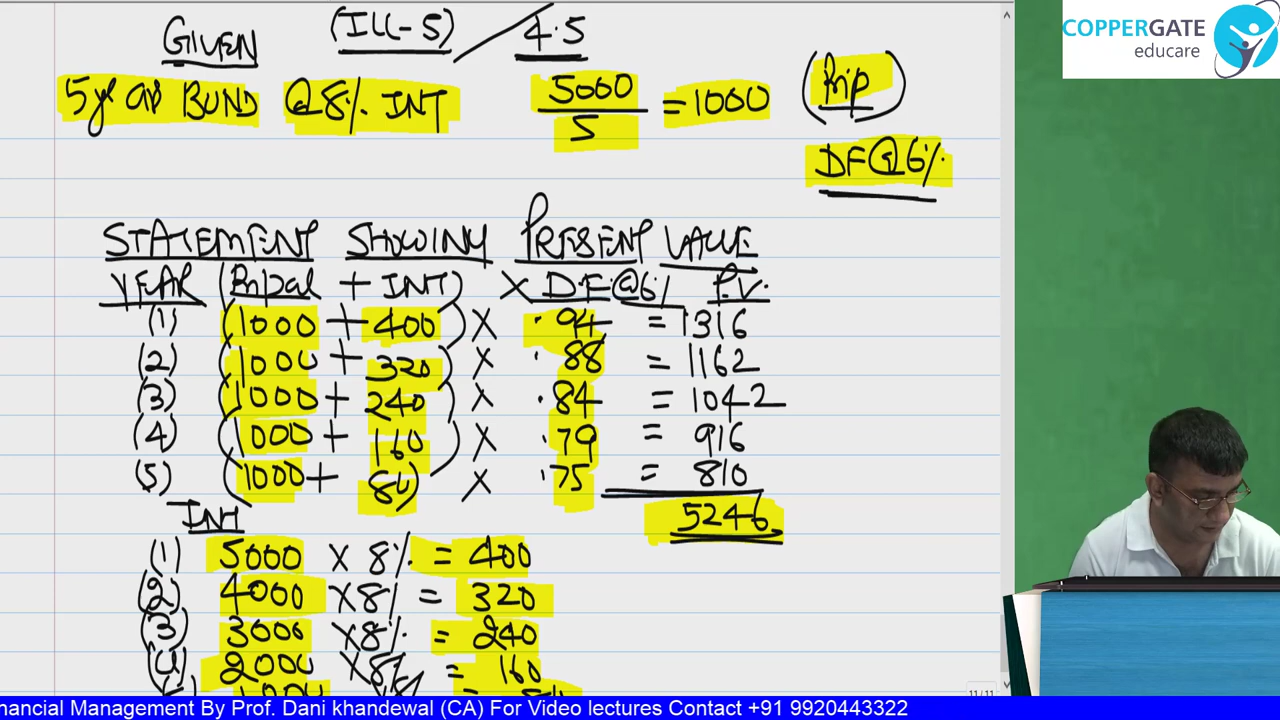 GIVEN (ILL-5) / 4.5
5yr BOND @8% INT 5000/5 = 1000 (Prip)
DF@6%
STATEMENT SHOWING PRESENT VALUE
YEAR (Pripal + INT) X DF@6% P.V.
(1) (1000 + 400) X .94 = 1316
(2) (1000 + 320) X .88 = 1162
(3) (1000 + 240) X .84 = 1042
(4) (1000 + 160) X .79 = 916
(5) (1000 + 80) X .75 = 810
5246
INT
(1) 5000 X 8% = 400
(2) 4000 X 8% = 320
(3) 3000 X 8% = 240
(4) 2000 X 8% = 160
COPPERGATE
educare
11/11
nancial Management By Prof. Dani khandewal (CA) For Video lectures Contact +91 9920443322